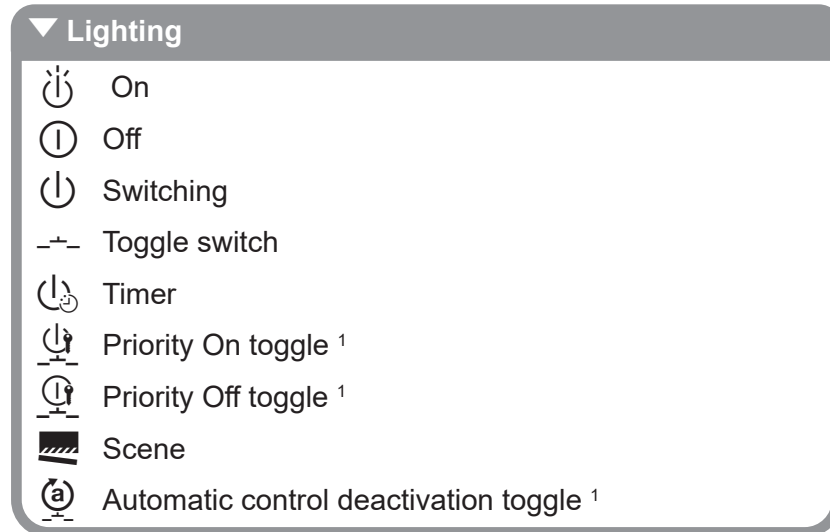 Lighting
On
Off
Switching
Toggle switch
Timer
Priority On toggle ¹
Priority Off toggle ¹
Scene
Automatic control deactivation toggle ¹